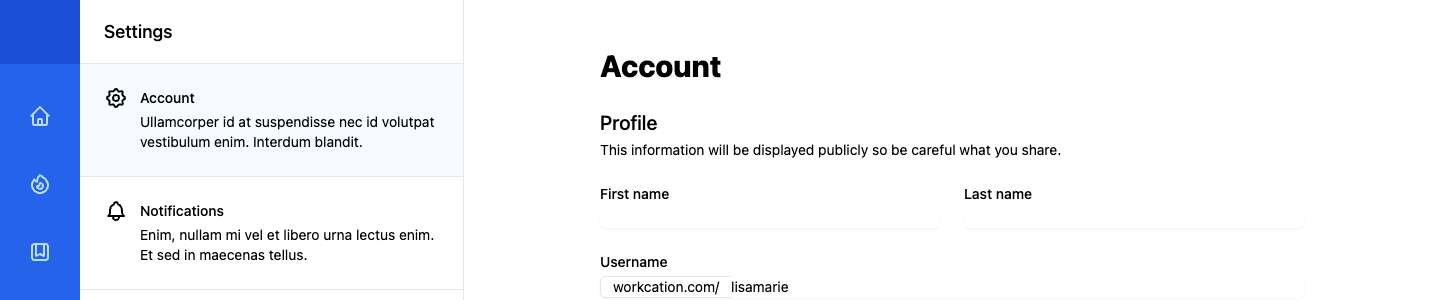 Settings
Account
Ullamcorper id at suspendisse nec id volutpat
vestibulum enim. Interdum blandit.
Notifications
Enim, nullam mi vel et libero urna lectus enim.
Et sed in maecenas tellus.
Account
Profile
This information will be displayed publicly so be careful what you share.
First name
Last name
Username
workcation.com/ lisamarie